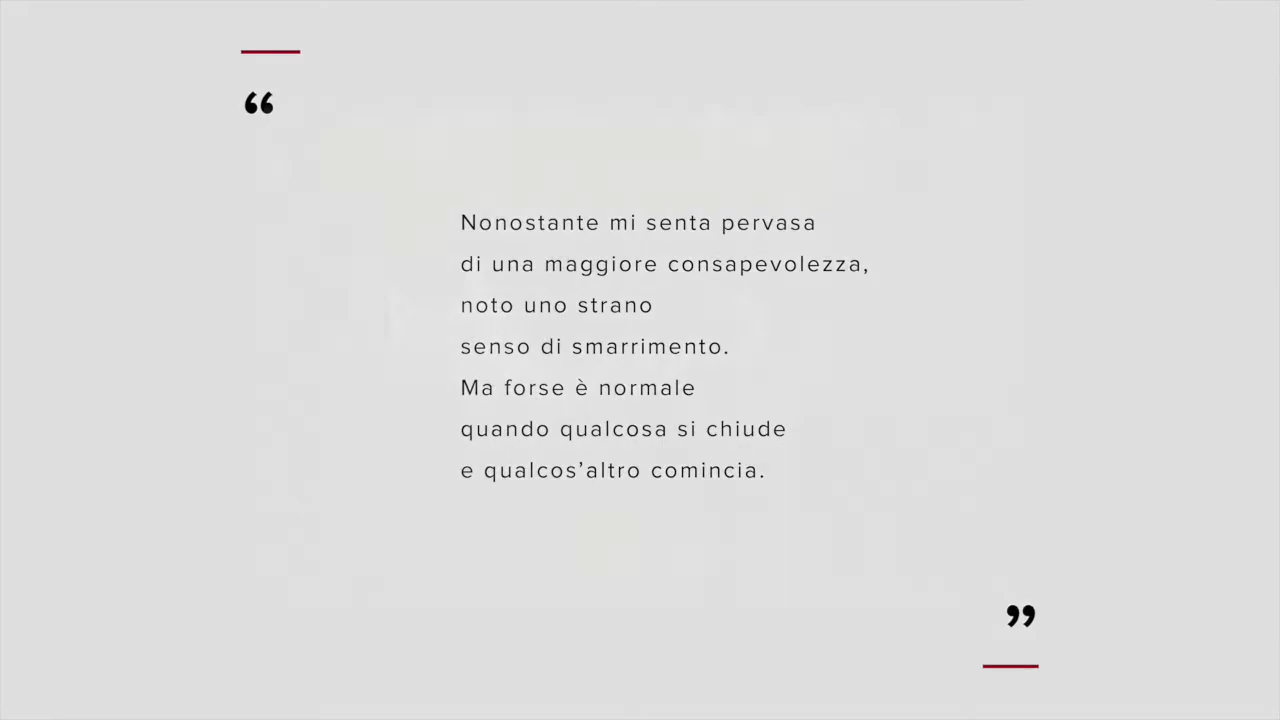 “
Nonostante mi senta pervasa
di una maggiore consapevolezza,
noto uno strano
senso di smarrimento.
Ma forse è normale
quando qualcosa si chiude
e qualcos’altro comincia.
”